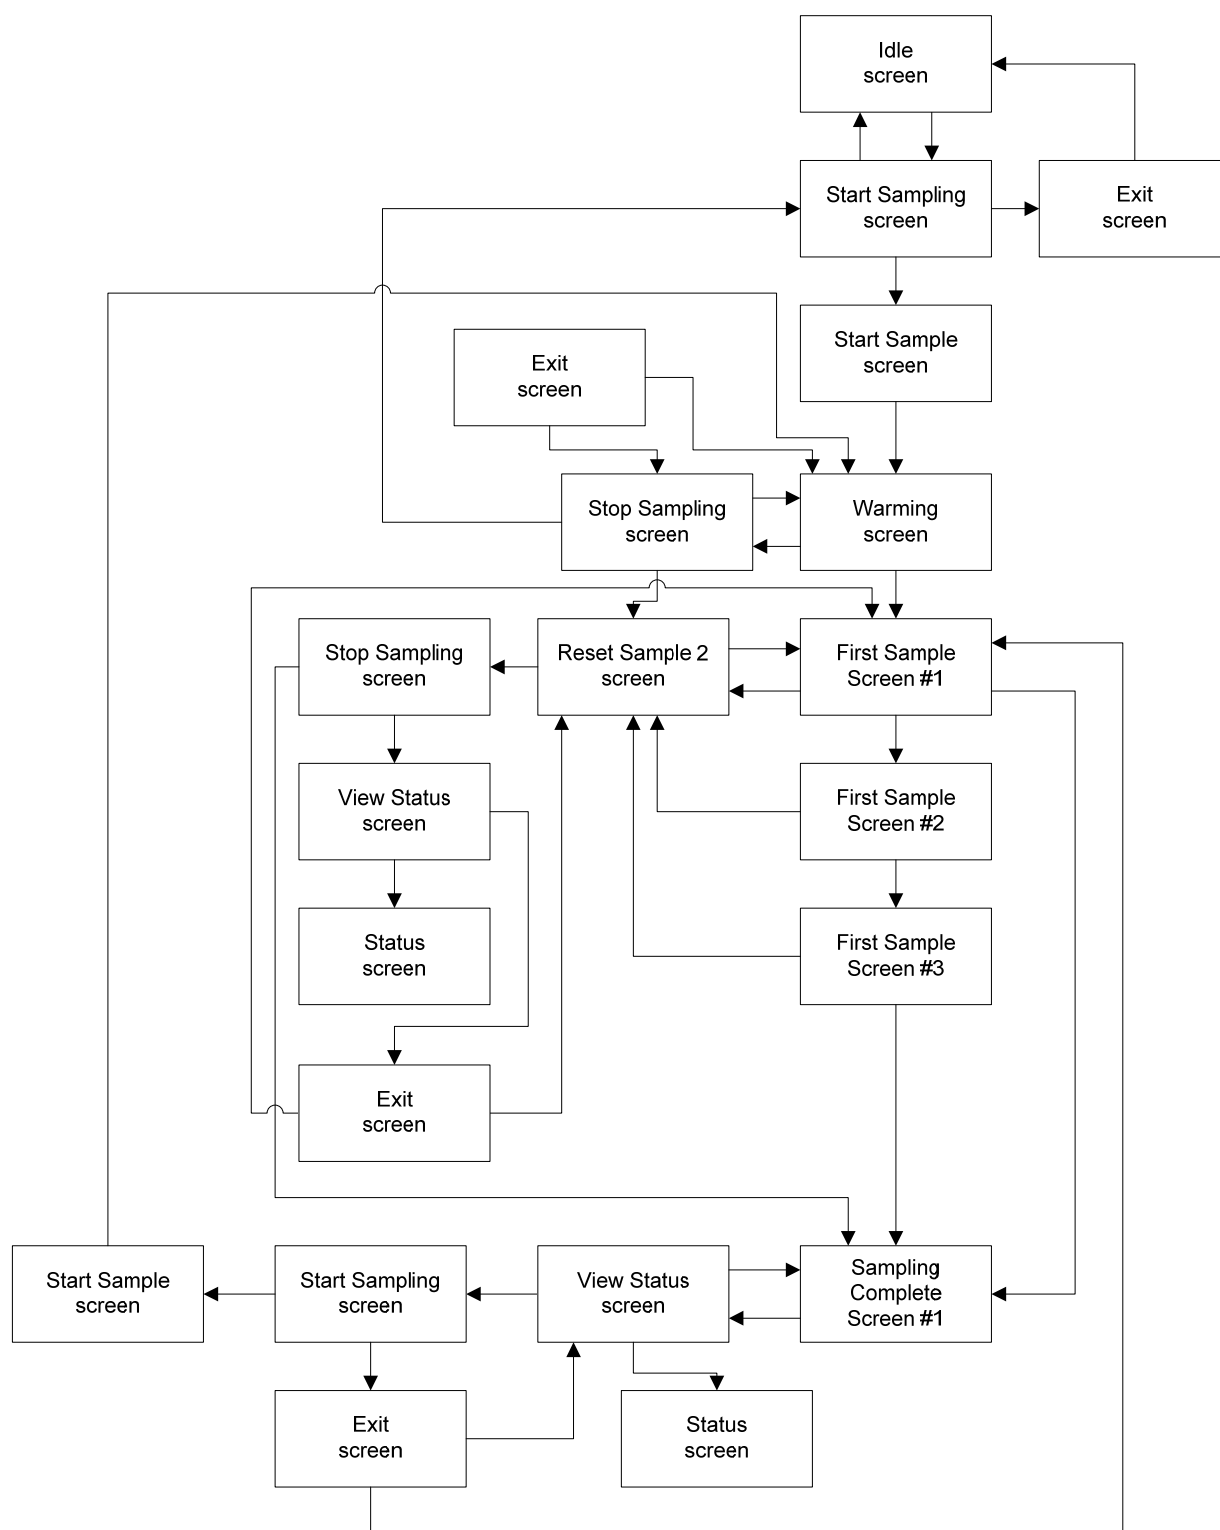 Idle
screen
Start Sampling
screen
Exit
screen
Start Sample
screen
Exit
screen
Stop Sampling
screen
Warming
screen
Stop Sampling
screen
Reset Sample 2
screen
First Sample
Screen #1
View Status
screen
First Sample
Screen #2
Status
screen
First Sample
Screen #3
Exit
screen
Start Sample
screen
Start Sampling
screen
View Status
screen
Sampling
Complete
Screen #1
Exit
screen
Status
screen